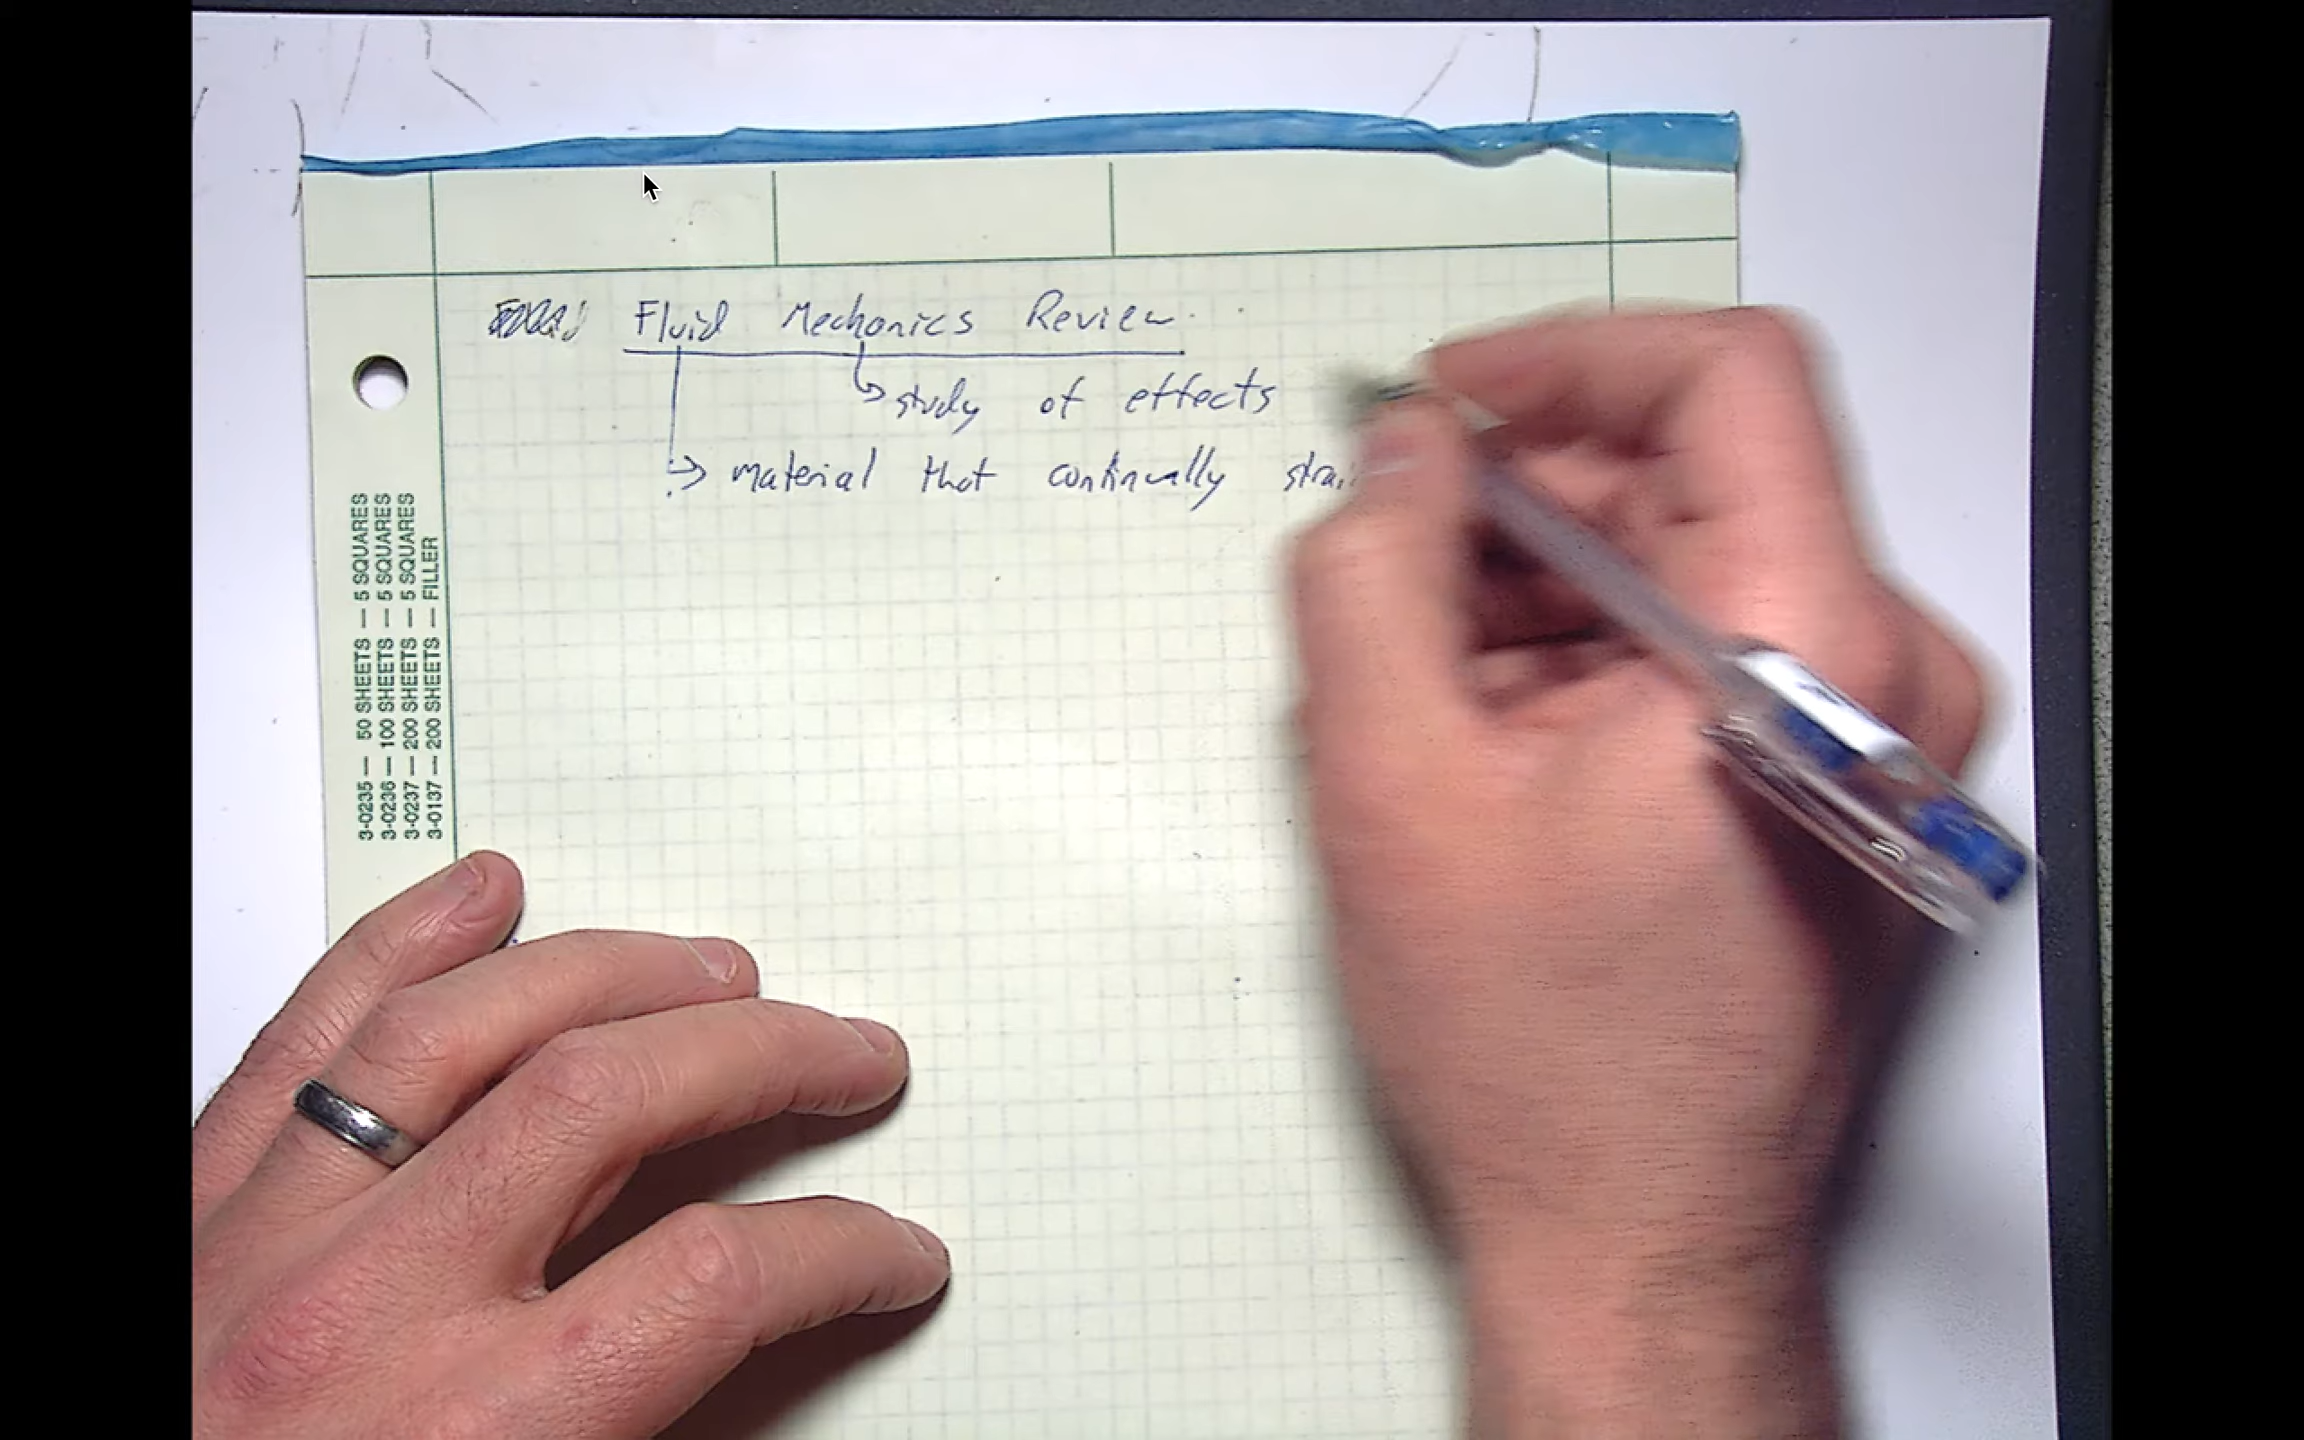 Fluid Mechanics Review
study of effects
material that continually
3-0235 — 50 SHEETS — 5 SQUARES
3-0236 — 100 SHEETS — 5 SQUARES
3-0237 — 200 SHEETS — 5 SQUARES
3-0137 — 200 SHEETS — FILLER